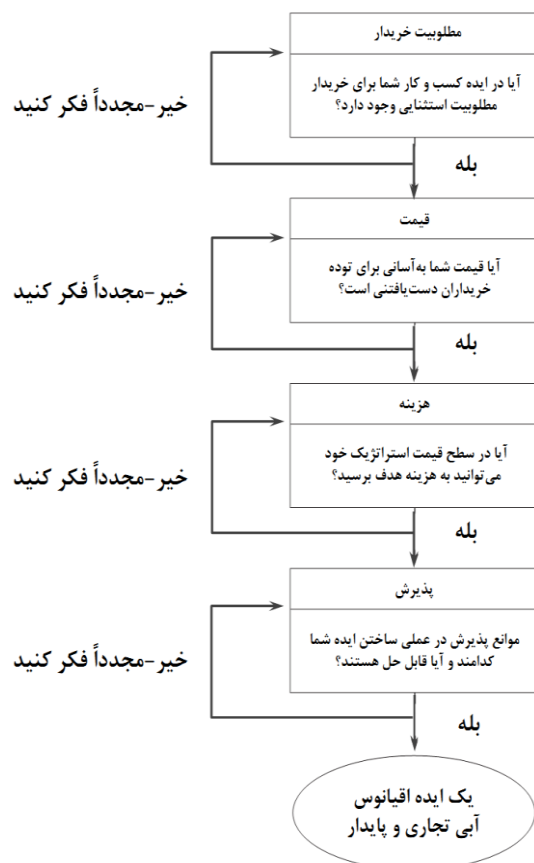 مطلوبیت خریدار
آیا در ایده کسب و کار شما برای خریدار
مطلوبیت استثنایی وجود دارد؟
خیر-مجدداً فکر کنید
بله
قیمت
آیا قیمت شما به‌آسانی برای توده
خریداران دست‌یافتنی است؟
خیر-مجدداً فکر کنید
بله
هزینه
آیا در سطح قیمت استراتژیک خود
می‌توانید به هزینه هدف برسید؟
خیر-مجدداً فکر کنید
بله
پذیرش
موانع پذیرش در عملی ساختن ایده شما
کدامند و آیا قابل حل هستند؟
خیر-مجدداً فکر کنید
بله
یک ایده اقیانوس
آبی تجاری و پایدار